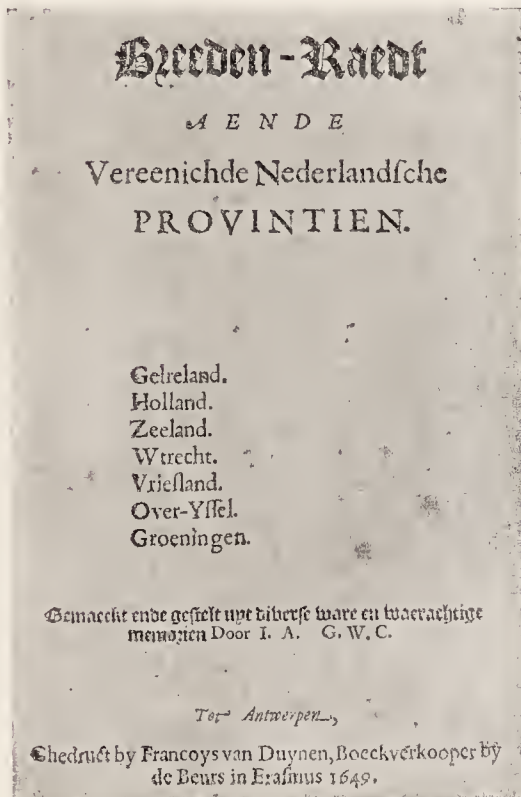 Breeden-Raedt
AENDE
Vereenichde Nederlandſche
PROVINTIEN.
Gelreland.
Holland.
Zeeland.
Wtrecht.
Vrieſland.
Over-Yſſel.
Groeningen.
Gemaeckt ende geſtelt uyt diverſe ware en waerachtige
memorien Door I. A. G. W. C.
Tot Antwerpen,
Ghedruct by Francoys van Duynen, Boeckverkooper by
de Beurs in Eraſmus 1649.